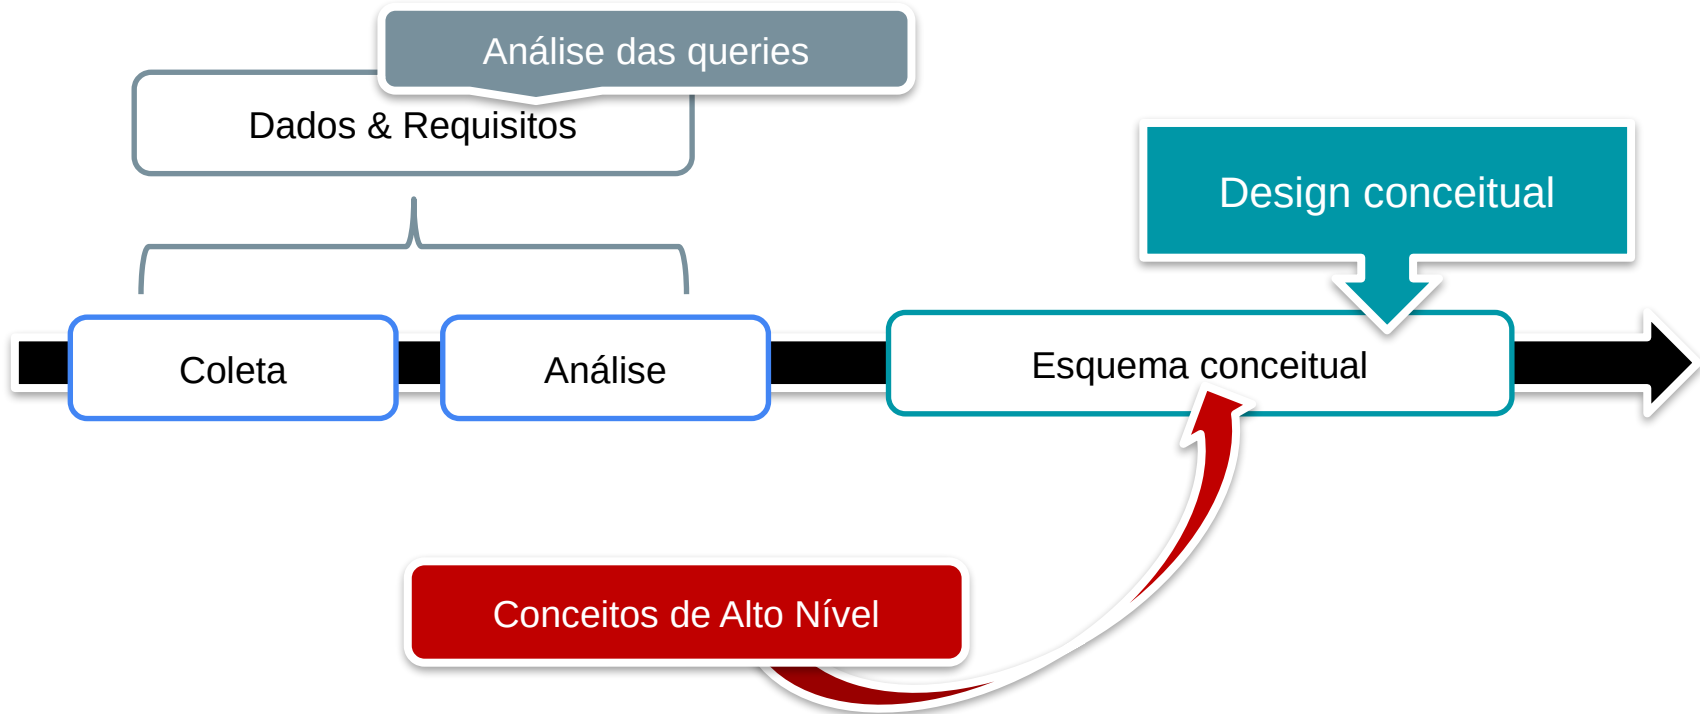 Análise das queries
Dados & Requisitos
Design conceitual
Coleta
Análise
Esquema conceitual
Conceitos de Alto Nível